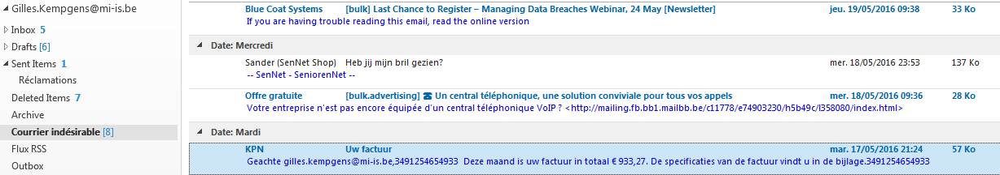 Gilles.Kempgens@mi-is.be
Inbox 5
Drafts [6]
Sent Items 1
Réclamations
Deleted Items 7
Archive
Courrier indésirable [8]
Flux RSS
Outbox
Blue Coat Systems [bulk] Last Chance to Register – Managing Data Breaches Webinar, 24 May [Newsletter] jeu. 19/05/2016 09:38 33 Ko
If you are having trouble reading this email, read the online version
Date: Mercredi
Sander (SenNet Shop) Heb jij mijn bril gezien? mer. 18/05/2016 23:53 137 Ko
-- SenNet - SeniorenNet --
Offre gratuite [bulk.advertising] ☎ Un central téléphonique, une solution conviviale pour tous vos appels mer. 18/05/2016 09:36 28 Ko
Votre entreprise n'est pas encore équipée d'un central téléphonique VoIP ? <http://mailing.fb.bb1.mailbb.be/c11778/e74903230/h5b49c/l358080/index.html>
Date: Mardi
KPN Uw factuur mar. 17/05/2016 21:24 57 Ko
Geachte gilles.kempgens@mi-is.be,3491254654933 Deze maand is uw factuur in totaal € 933,27. De specificaties van de factuur vindt u in de bijlage.3491254654933